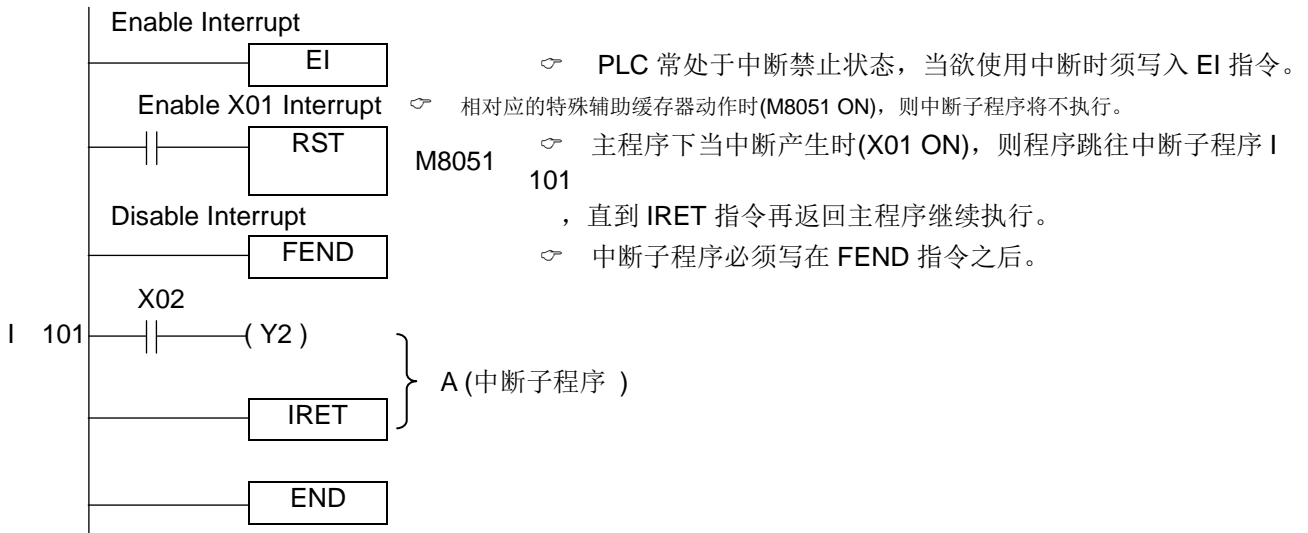 Enable Interrupt
EI
☞ PLC 常处于中断禁止状态，当欲使用中断时须写入 EI 指令。
Enable X01 Interrupt
☞ 相对应的特殊辅助缓存器动作时(M8051 ON)，则中断子程序将不执行。
RST
M8051
☞ 主程序下当中断产生时(X01 ON)，则程序跳往中断子程序 I
101
，直到 IRET 指令再返回主程序继续执行。
Disable Interrupt
FEND
☞ 中断子程序必须写在 FEND 指令之后。
X02
I 101
( Y2 )
A (中断子程序 )
IRET
END